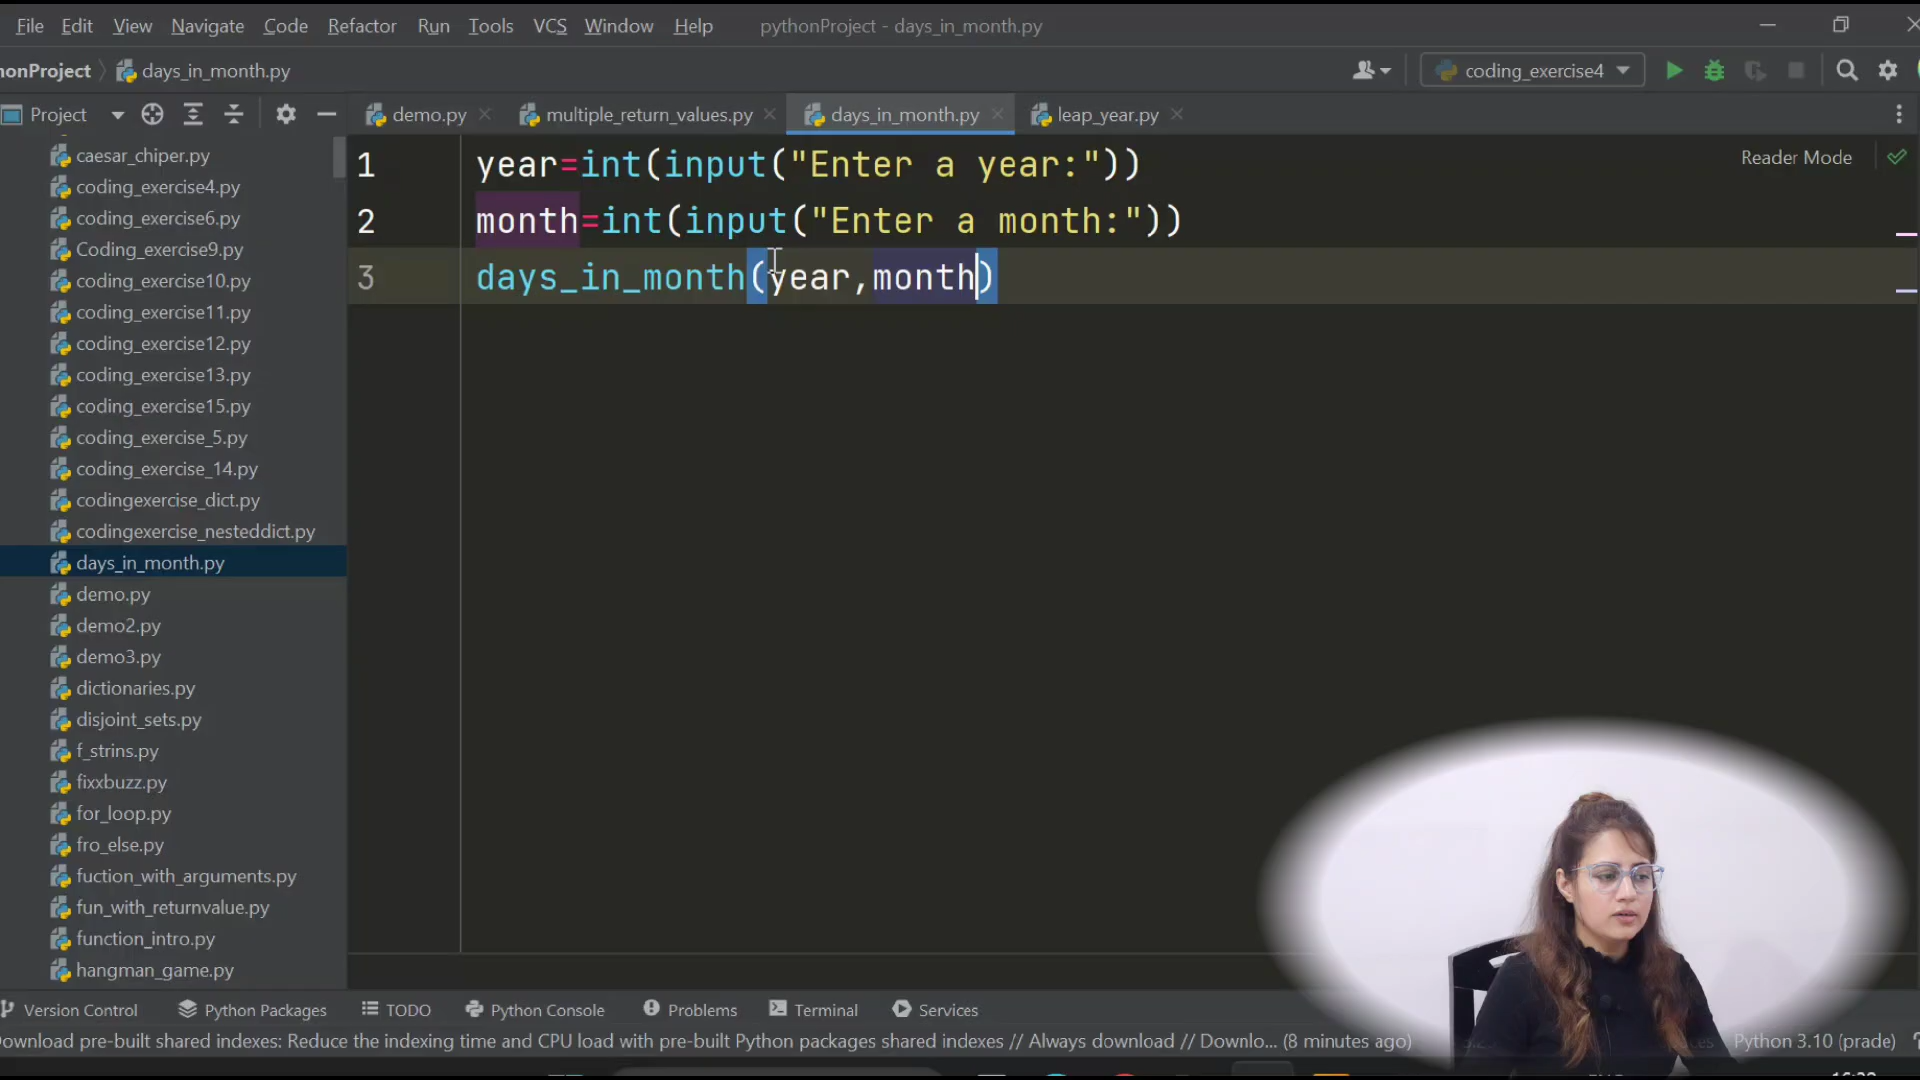 File Edit View Navigate Code Refactor Run Tools VCS Window Help pythonProject - days_in_month.py
honProject days_in_month.py coding_exercise4
Project demo.py multiple_return_values.py days_in_month.py leap_year.py
Reader Mode
1 year=int(input("Enter a year:"))
2 month=int(input("Enter a month:"))
3 days_in_month(year,month)
caesar_chiper.py
coding_exercise4.py
coding_exercise6.py
Coding_exercise9.py
coding_exercise10.py
coding_exercise11.py
coding_exercise12.py
coding_exercise13.py
coding_exercise15.py
coding_exercise_5.py
coding_exercise_14.py
codingexercise_dict.py
codingexercise_nesteddict.py
days_in_month.py
demo.py
demo2.py
demo3.py
dictionaries.py
disjoint_sets.py
f_strins.py
fixxbuzz.py
for_loop.py
fro_else.py
fuction_with_arguments.py
fun_with_returnvalue.py
function_intro.py
hangman_game.py
Version Control Python Packages TODO Python Console Problems Terminal Services
ownload pre-built shared indexes: Reduce the indexing time and CPU load with pre-built Python packages shared indexes // Always download // Downlo... (8 minutes ago) Python 3.10 (prade)